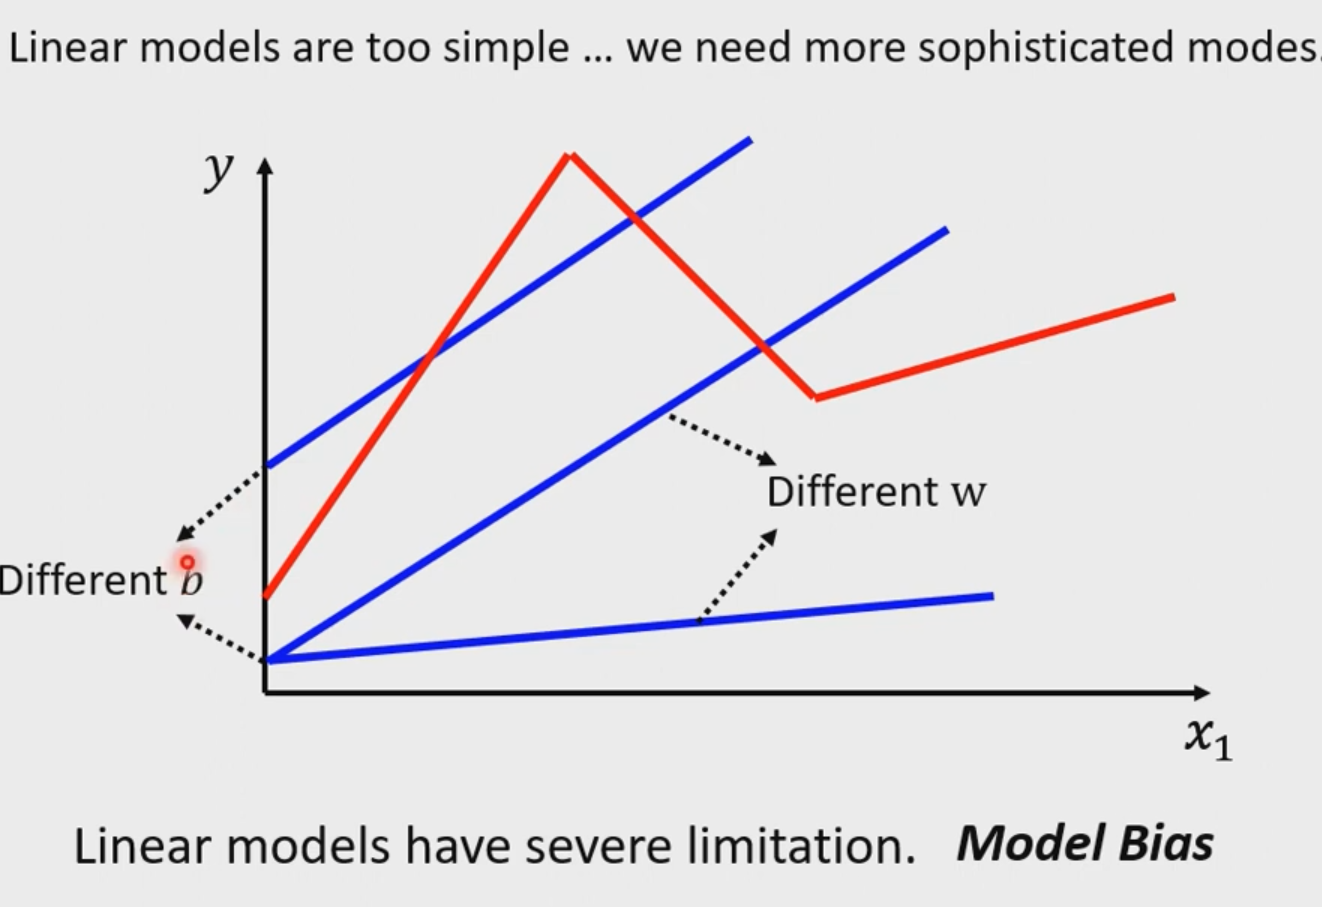 Linear models are too simple … we need more sophisticated modes.
y
Different w
Different b
x₁
Linear models have severe limitation. Model Bias